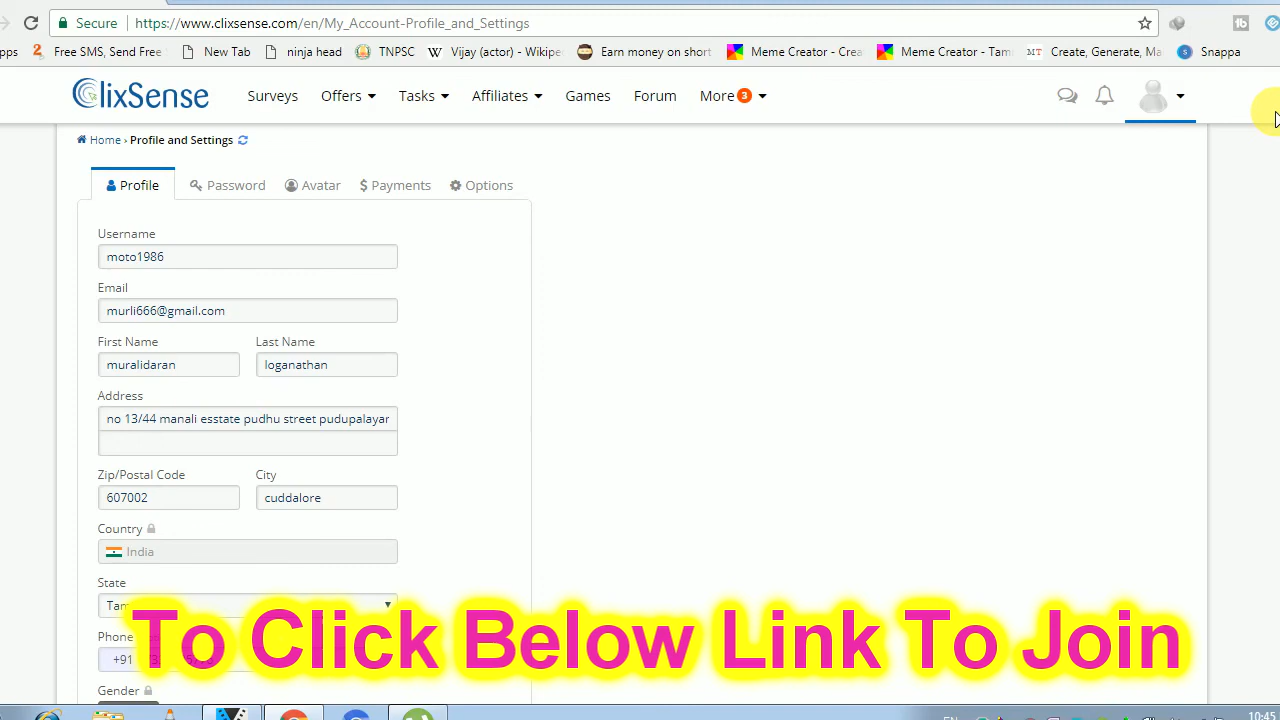 Secure https://www.clixsense.com/en/My_Account-Profile_and_Settings
Free SMS, Send Free New Tab ninja head TNPSC Vijay (actor) - Wikipe Earn money on short Meme Creator - Crea Meme Creator - Tam Create, Generate, Ma Snappa
ClixSense Surveys Offers Tasks Affiliates Games Forum More 3
Home › Profile and Settings
Profile Password Avatar $ Payments Options
Username
moto1986
Email
murli666@gmail.com
First Name Last Name
muralidaran loganathan
Address
no 13/44 manali esstate pudhu street pudupalayar
Zip/Postal Code City
607002 cuddalore
Country
India
State
To Click Below Link To Join
Phone
+91
Gender
EN 10:45